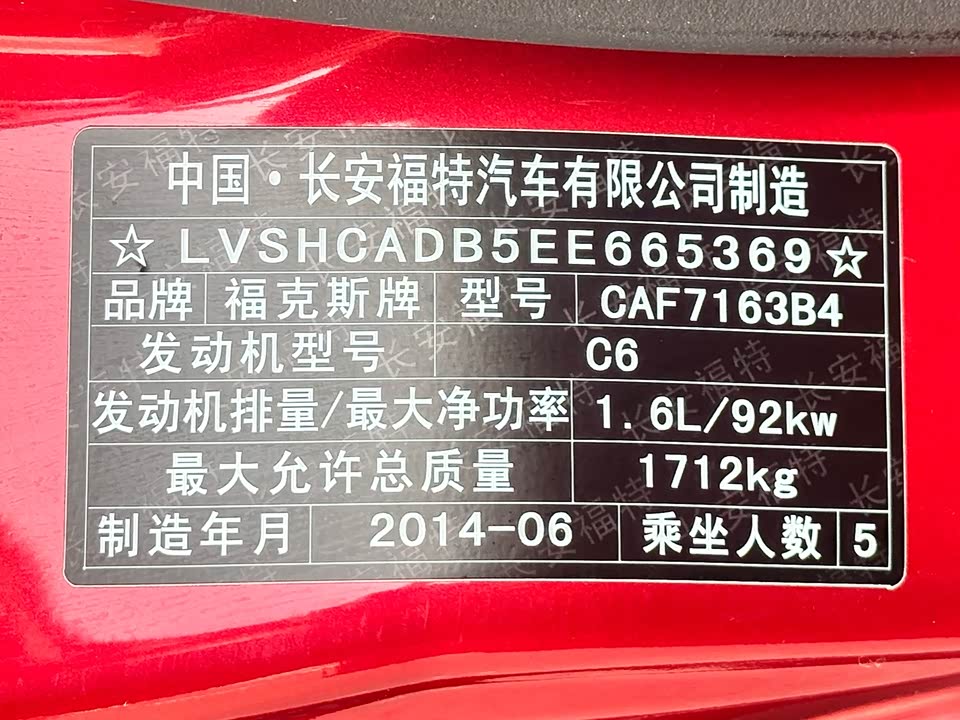 中国·长安福特汽车有限公司制造
☆LVSHCADB5EE665369☆
品牌 福克斯牌 型号 CAF7163B4
发动机型号 C6
发动机排量/最大净功率 1.6L/92kw
最大允许总质量 1712kg
制造年月 2014-06 乘坐人数 5